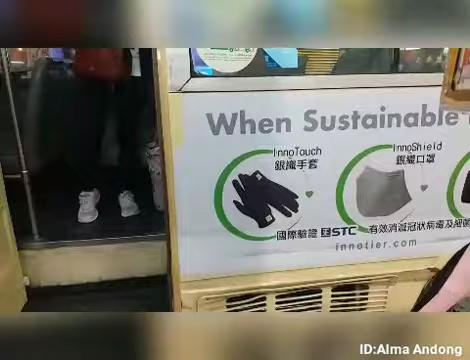 When Sustainable
InnoTouch
銀纖手套
InnoShield
銀纖口罩
國際驗證 STC 有效消滅冠狀病毒及細菌
innotier.com
ID:Alma Andong